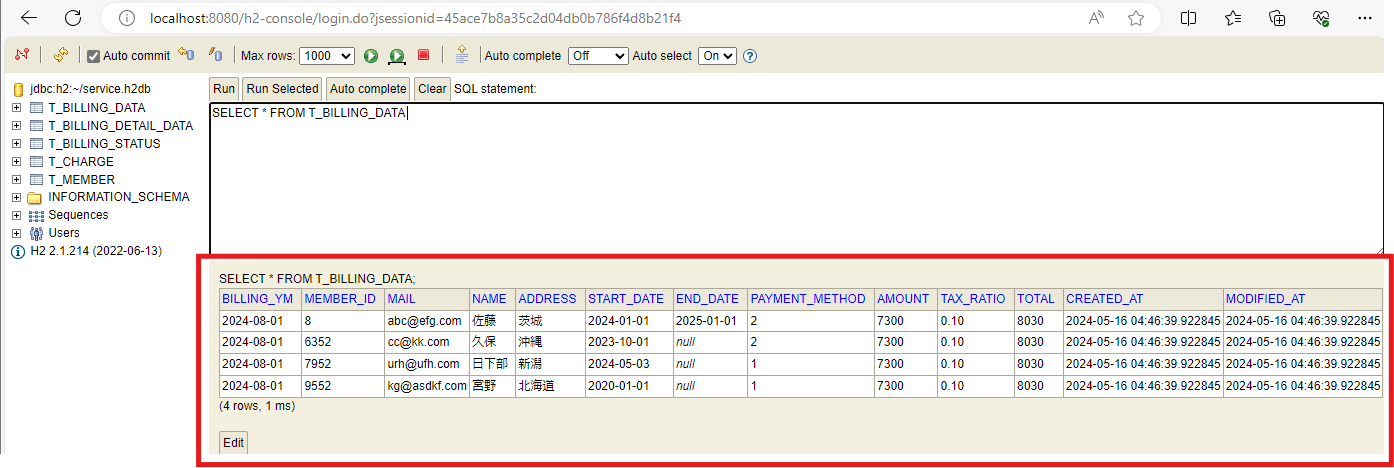 localhost:8080/h2-console/login.do?jsessionid=45ace7b8a35c2d04db0b786f4d8b21f4
Auto commit Max rows: 1000 Auto complete Off Auto select On
jdbc:h2:~/service.h2db
T_BILLING_DATA
T_BILLING_DETAIL_DATA
T_BILLING_STATUS
T_CHARGE
T_MEMBER
INFORMATION_SCHEMA
Sequences
Users
H2 2.1.214 (2022-06-13)
Run Run Selected Auto complete Clear SQL statement:
SELECT * FROM T_BILLING_DATA
SELECT * FROM T_BILLING_DATA;
BILLING_YM MEMBER_ID MAIL NAME ADDRESS START_DATE END_DATE PAYMENT_METHOD AMOUNT TAX_RATIO TOTAL CREATED_AT MODIFIED_AT
2024-08-01 8 abc@efg.com 佐藤 茨城 2024-01-01 2025-01-01 2 7300 0.10 8030 2024-05-16 04:46:39.922845 2024-05-16 04:46:39.922845
2024-08-01 6352 cc@kk.com 久保 沖縄 2023-10-01 null 2 7300 0.10 8030 2024-05-16 04:46:39.922845 2024-05-16 04:46:39.922845
2024-08-01 7952 urh@ufh.com 日下部 新潟 2024-05-03 null 1 7300 0.10 8030 2024-05-16 04:46:39.922845 2024-05-16 04:46:39.922845
2024-08-01 9552 kg@asdkf.com 宮野 北海道 2020-01-01 null 1 7300 0.10 8030 2024-05-16 04:46:39.922845 2024-05-16 04:46:39.922845
(4 rows, 1 ms)
Edit